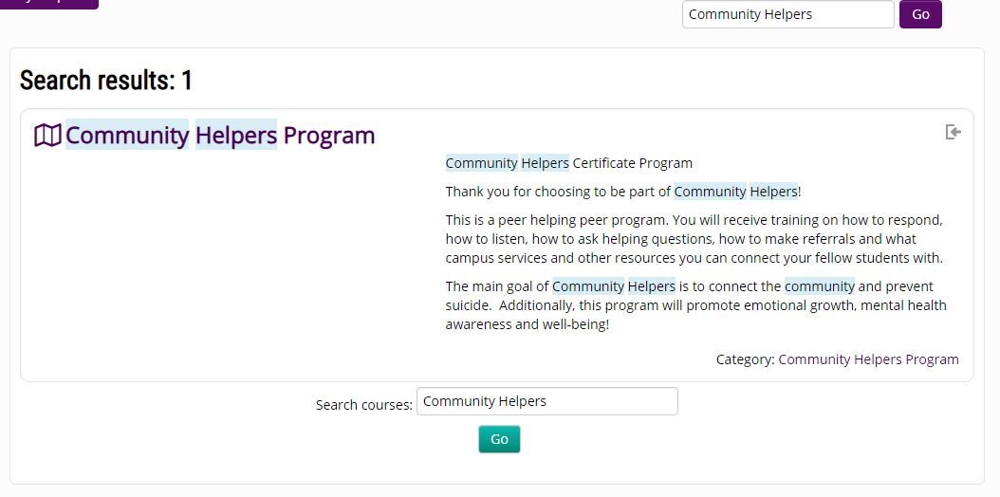 Community Helpers
Go
Search results: 1
Community Helpers Program
Community Helpers Certificate Program
Thank you for choosing to be part of Community Helpers!
This is a peer helping peer program. You will receive training on how to respond,
how to listen, how to ask helping questions, how to make referrals and what
campus services and other resources you can connect your fellow students with.
The main goal of Community Helpers is to connect the community and prevent
suicide.  Additionally, this program will promote emotional growth, mental health
awareness and well-being!
Category: Community Helpers Program
Search courses:
Community Helpers
Go